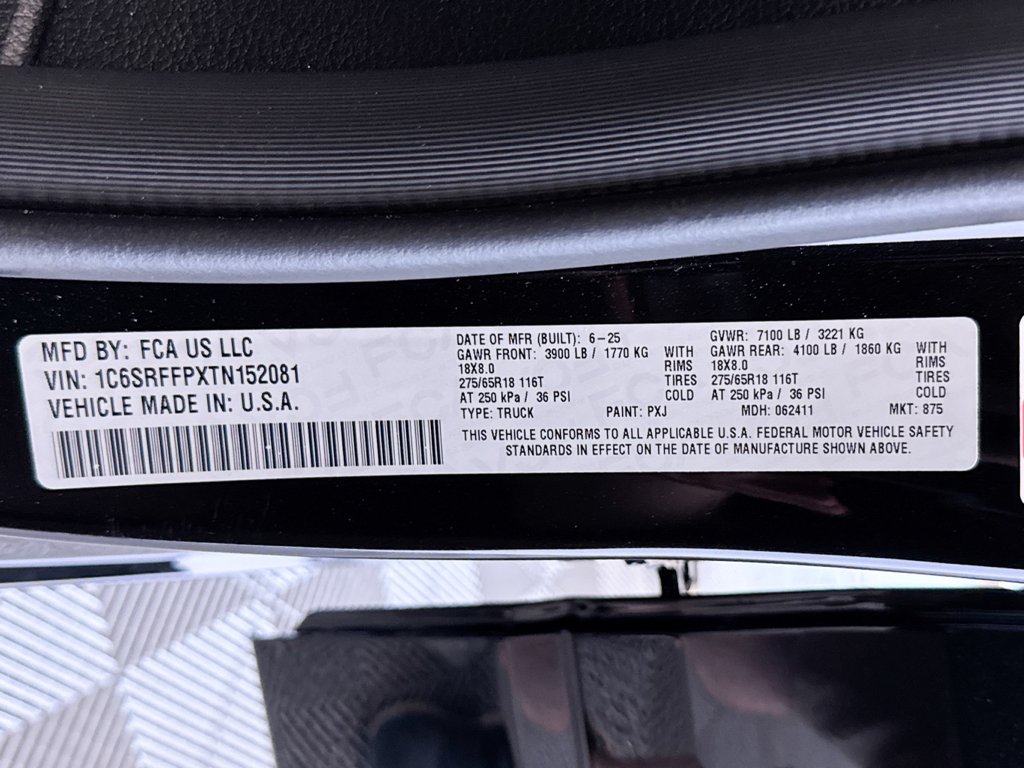 MFD BY: FCA US LLC
VIN: 1C6SRFFPXTN152081
VEHICLE MADE IN: U.S.A.
DATE OF MFR (BUILT): 6-25
GAWR FRONT: 3900 LB / 1770 KG WITH
18X8.0 RIMS
275/65R18 116T TIRES
AT 250 kPa / 36 PSI COLD
TYPE: TRUCK PAINT: PXJ
GVWR: 7100 LB / 3221 KG
GAWR REAR: 4100 LB / 1860 KG WITH
18X8.0 RIMS
275/65R18 116T TIRES
AT 250 kPa / 36 PSI COLD
MDH: 062411 MKT: 875
THIS VEHICLE CONFORMS TO ALL APPLICABLE U.S.A. FEDERAL MOTOR VEHICLE SAFETY
STANDARDS IN EFFECT ON THE DATE OF MANUFACTURE SHOWN ABOVE.